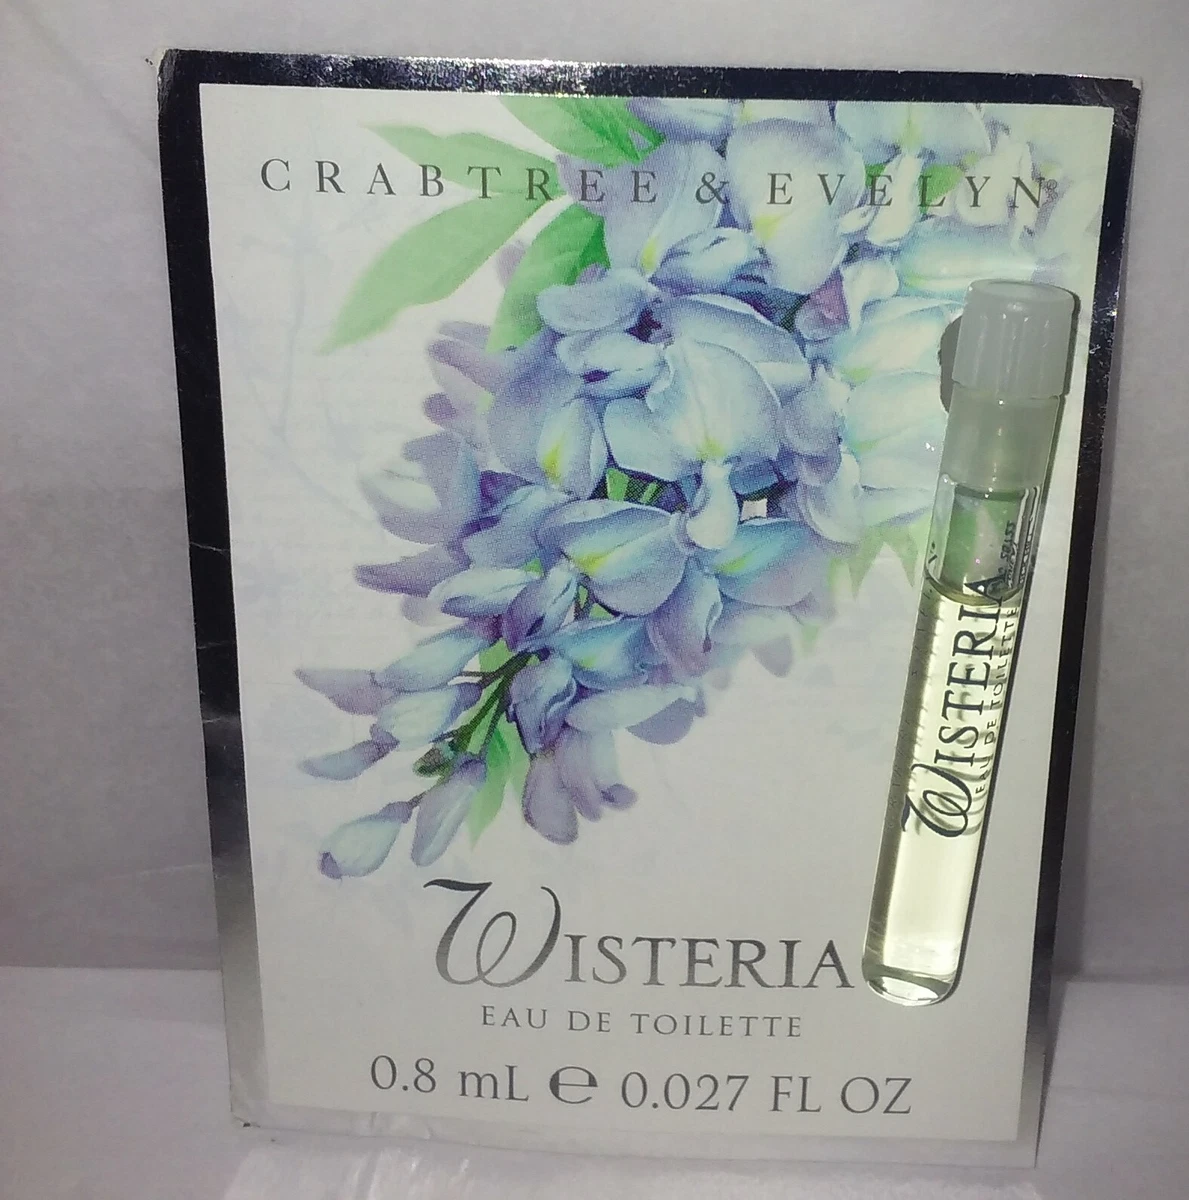 CRABTREE & EVELYN®
WISTERIA
EAU DE TOILETTE
0.8 mL ℮ 0.027 FL OZ
WISTERIA
EAU DE TOILETTE